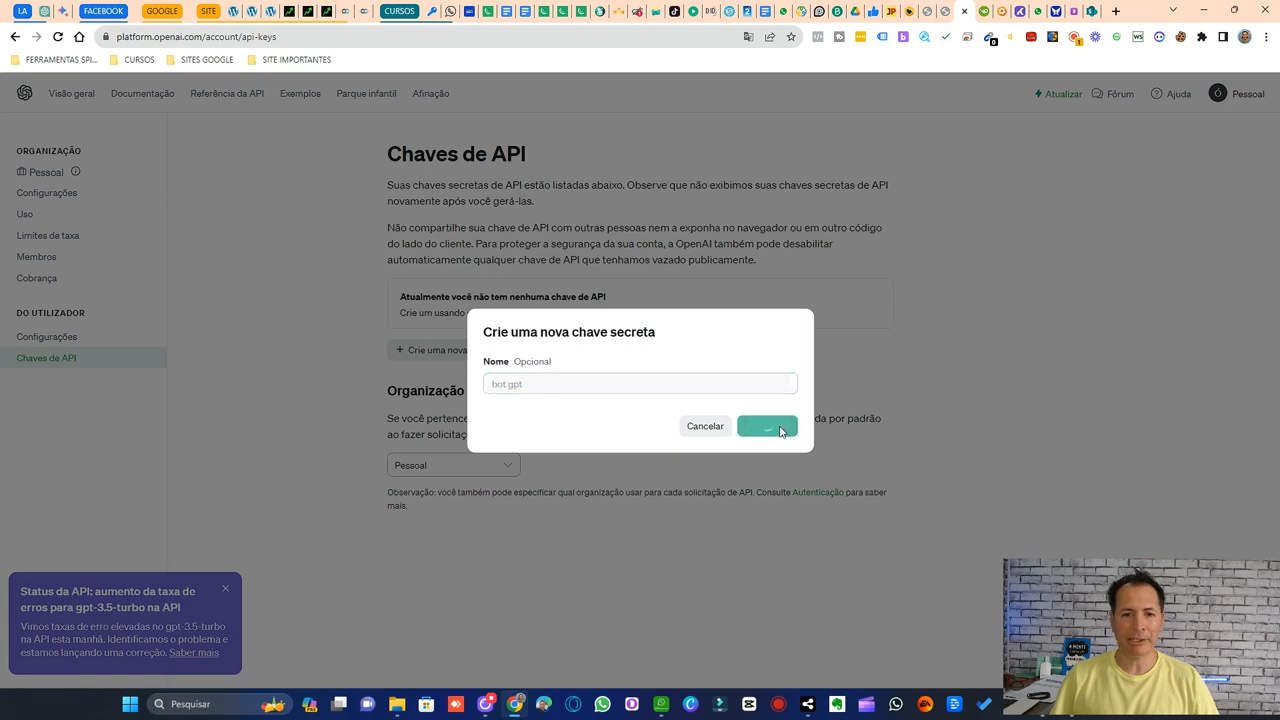 LA
FACEBOOK
GOOGLE
SITE
CURSOS
platform.openai.com/account/api-keys
FERRAMENTAS SPI...
CURSOS
SITES GOOGLE
SITE IMPORTANTES
Visão geral
Documentação
Referência da API
Exemplos
Parque infantil
Afinação
Atualizar
Fórum
Ajuda
Ó
Pessoal
ORGANIZAÇÃO
Pessoal
Configurações
Uso
Limites de taxa
Membros
Cobrança
DO UTILIZADOR
Configurações
Chaves de API
Chaves de API
Suas chaves secretas de API estão listadas abaixo. Observe que não exibimos suas chaves secretas de API
novamente após você gerá-las.
Não compartilhe sua chave de API com outras pessoas nem a exponha no navegador ou em outro código
do lado do cliente. Para proteger a segurança da sua conta, a OpenAI também pode desabilitar
automaticamente qualquer chave de API que tenhamos vazado publicamente.
Atualmente você não tem nenhuma chave de API
Crie um usando
+ Crie uma nova
Crie uma nova chave secreta
Nome Opcional
bot gpt
Cancelar
Organização
Se você pertence
da por padrão
ao fazer solicitaç
Pessoal
Observação: você também pode especificar qual organização usar para cada solicitação de API. Consulte Autenticação para saber
mais.
Status da API: aumento da taxa de
erros para gpt-3.5-turbo na API
Vimos taxas de erro elevadas no gpt-3.5-turbo
na API esta manhã. Identificamos o problema e
estamos lançando uma correção. Saber mais
A MENTE
Pesquisar